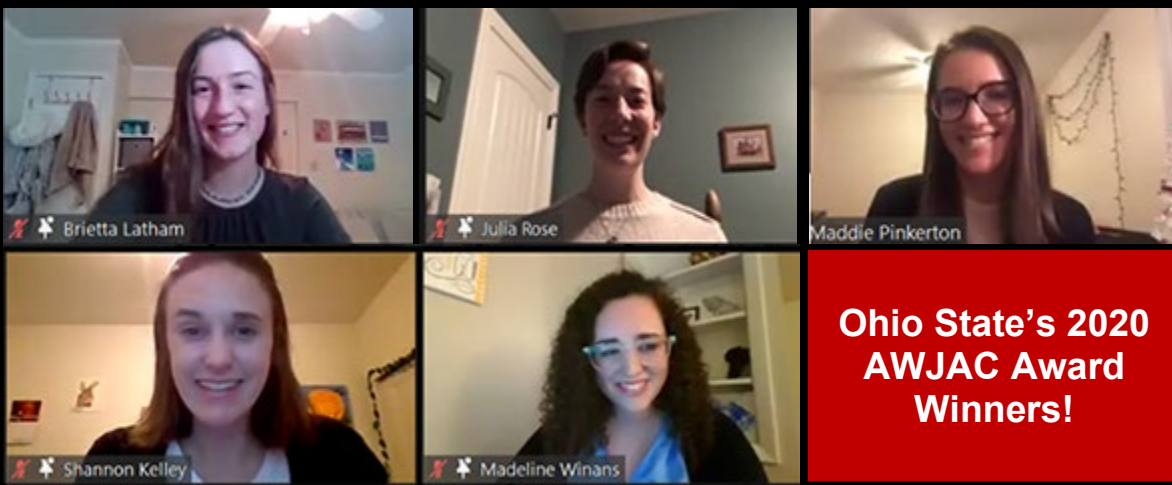 Brietta Latham
Julia Rose
Maddie Pinkerton
Shannon Kelley
Madeline Winans
Ohio State's 2020
AWJAC Award
Winners!